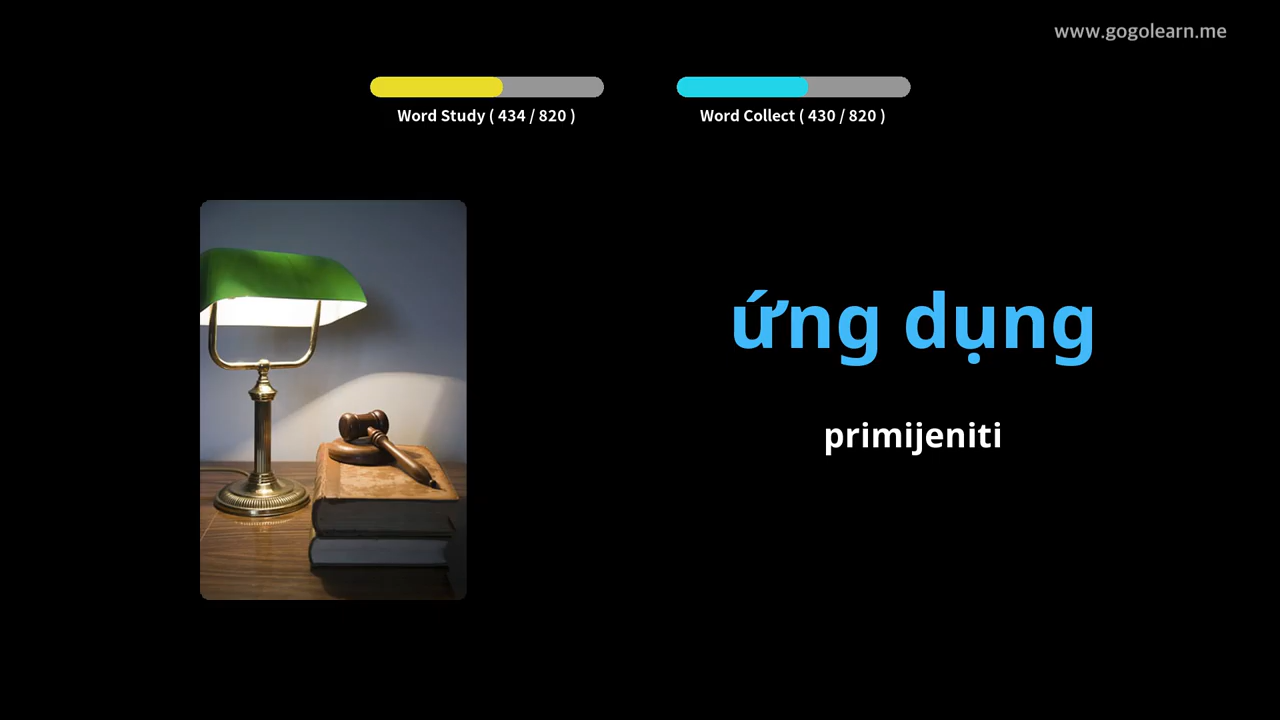 www.gogolearn.me
Word Study ( 434 / 820 )
Word Collect ( 430 / 820 )
ứng dụng
primijeniti